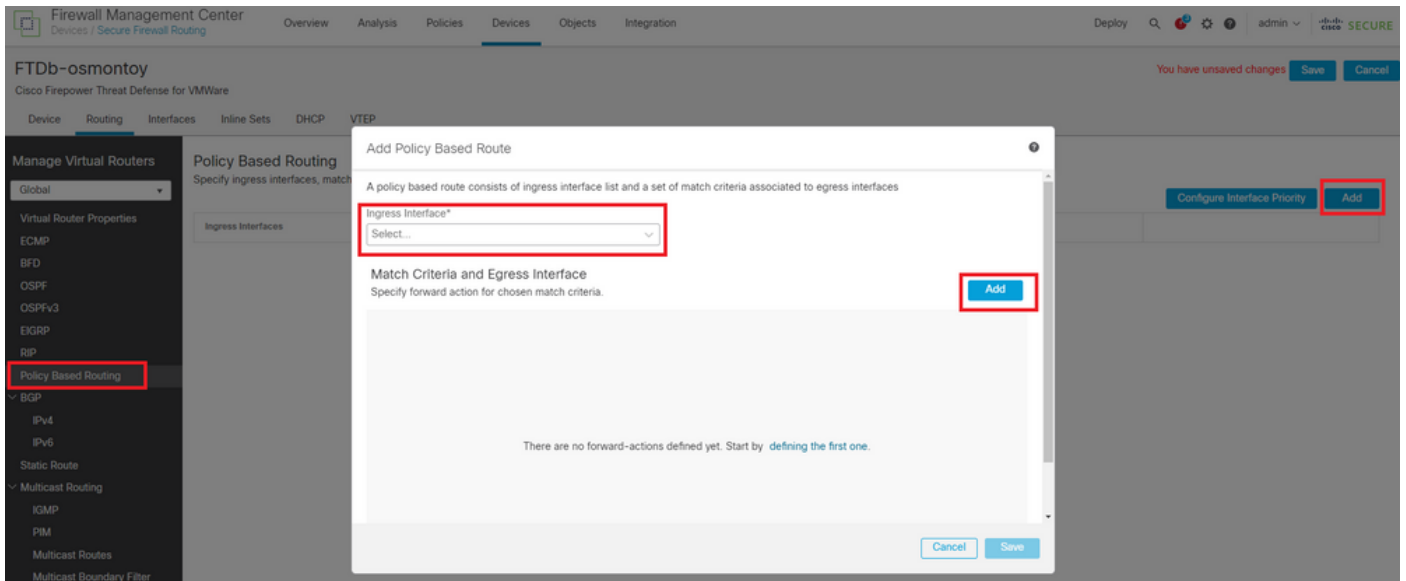 Firewall Management Center
Devices / Secure Firewall Routing
Overview Analysis Policies Devices Objects Integration
Deploy admin cisco SECURE
FTDb-osmontoy
Cisco Firepower Threat Defense for VMWare
You have unsaved changes Save Cancel
Device Routing Interfaces Inline Sets DHCP VTEP
Manage Virtual Routers
Global
Virtual Router Properties
ECMP
BFD
OSPF
OSPFv3
EIGRP
RIP
Policy Based Routing
BGP
IPv4
IPv6
Static Route
Multicast Routing
IGMP
PIM
Multicast Routes
Multicast Boundary Filter
Policy Based Routing
Specify ingress interfaces, match
Configure Interface Priority Add
Ingress Interfaces
Add Policy Based Route
A policy based route consists of ingress interface list and a set of match criteria associated to egress interfaces
Ingress Interface*
Select...
Match Criteria and Egress Interface
Specify forward action for chosen match criteria.
Add
There are no forward-actions defined yet. Start by defining the first one.
Cancel Save